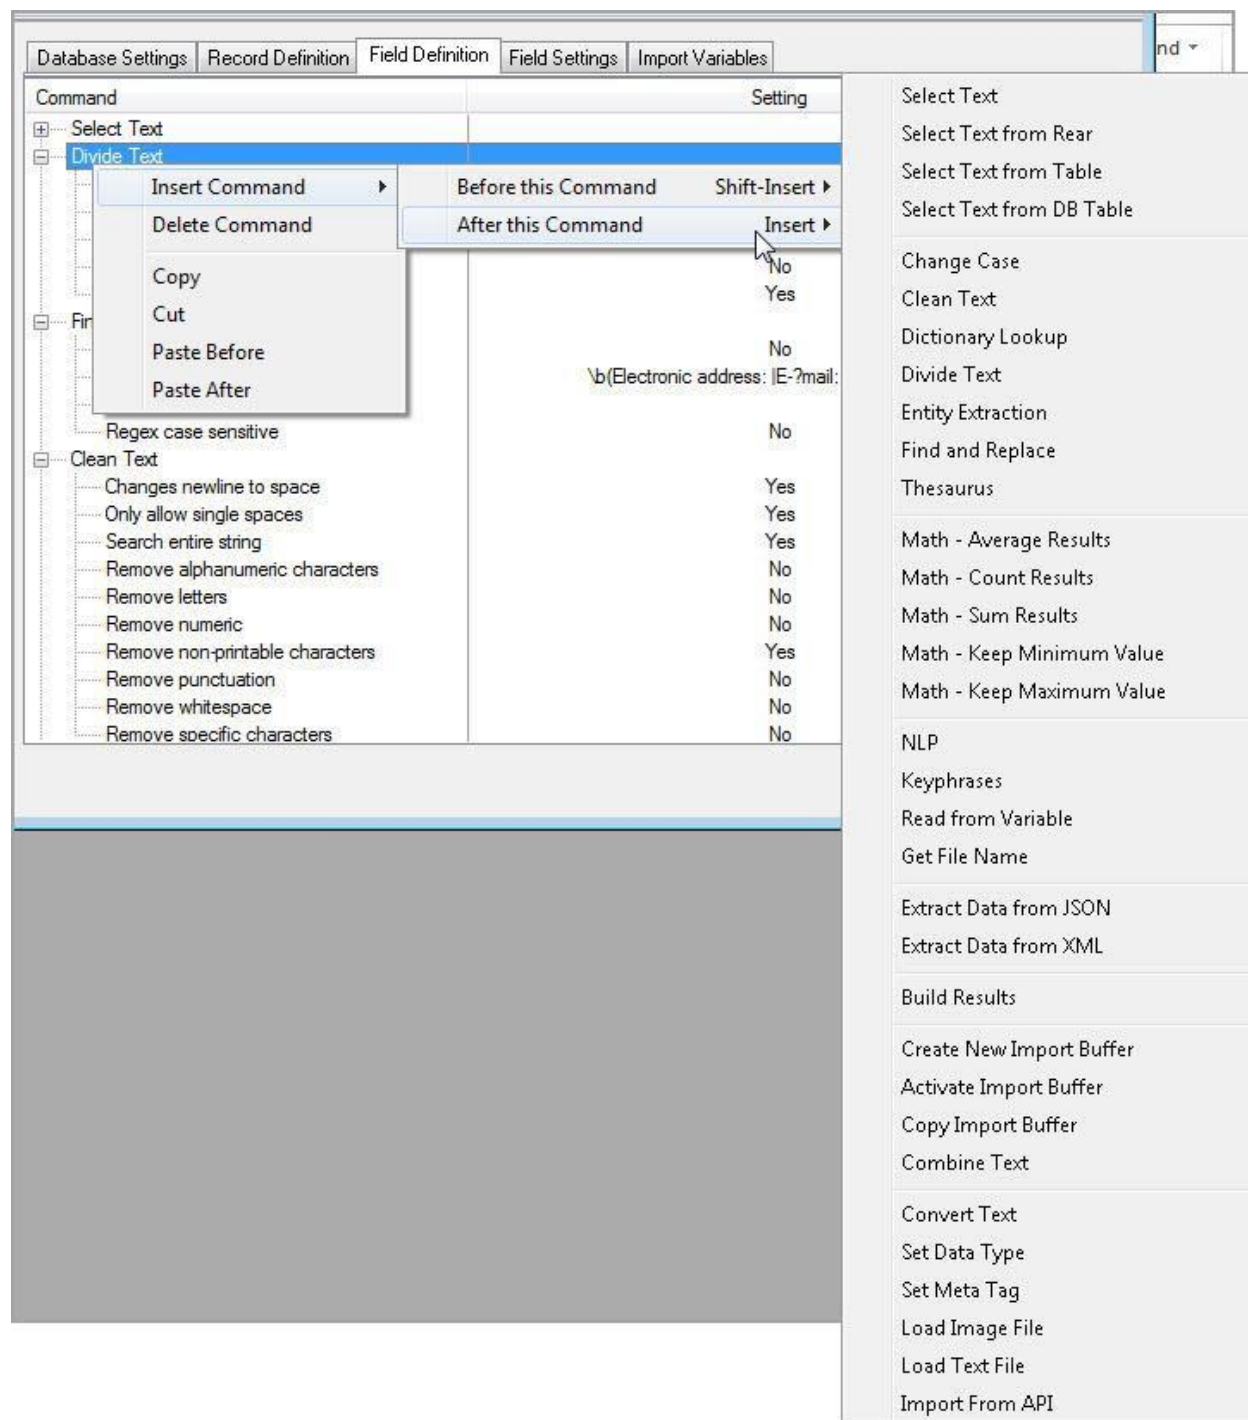 nd
Database Settings Record Definition Field Definition Field Settings Import Variables
Command Setting
Select Text
Divide Text
Insert Command
Delete Command
Copy
Cut
Paste Before
Paste After
Before this Command Shift-Insert
After this Command Insert
No
Yes
Fin
No
\b(Electronic address: |E-?mail:
Regex case sensitive No
Clean Text
Changes newline to space Yes
Only allow single spaces Yes
Search entire string Yes
Remove alphanumeric characters No
Remove letters No
Remove numeric No
Remove non-printable characters Yes
Remove punctuation No
Remove whitespace No
Remove specific characters No
Select Text
Select Text from Rear
Select Text from Table
Select Text from DB Table
Change Case
Clean Text
Dictionary Lookup
Divide Text
Entity Extraction
Find and Replace
Thesaurus
Math - Average Results
Math - Count Results
Math - Sum Results
Math - Keep Minimum Value
Math - Keep Maximum Value
NLP
Keyphrases
Read from Variable
Get File Name
Extract Data from JSON
Extract Data from XML
Build Results
Create New Import Buffer
Activate Import Buffer
Copy Import Buffer
Combine Text
Convert Text
Set Data Type
Set Meta Tag
Load Image File
Load Text File
Import From API